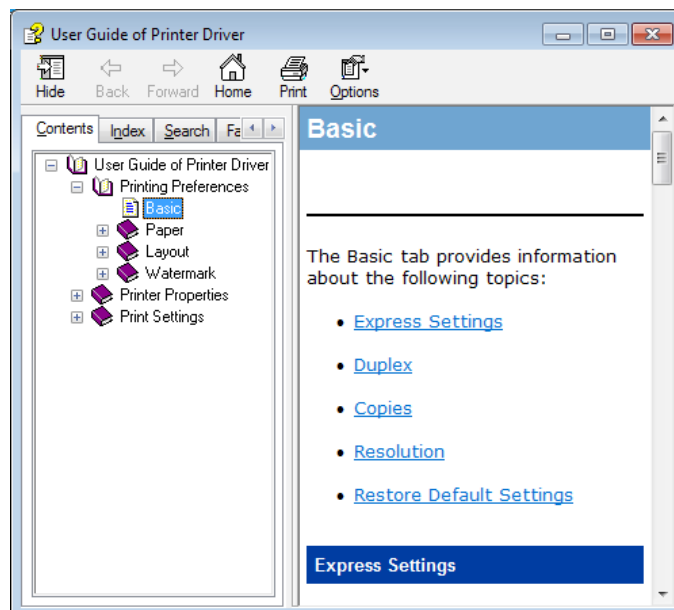 User Guide of Printer Driver
Hide Back Forward Home Print Options
Contents Index Search
User Guide of Printer Driver
Printing Preferences
Basic
Paper
Layout
Watermark
Printer Properties
Print Settings
Basic
The Basic tab provides information
about the following topics:
Express Settings
Duplex
Copies
Resolution
Restore Default Settings
Express Settings